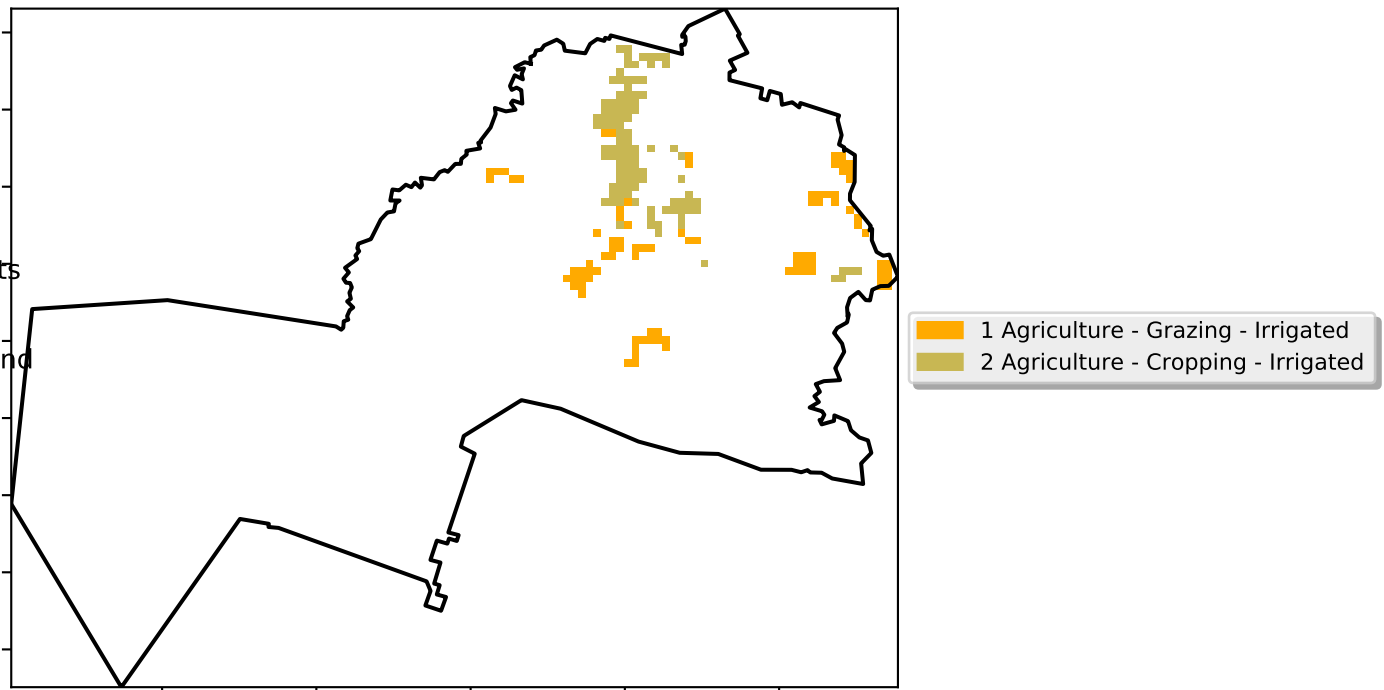 ts
nd
1 Agriculture - Grazing - Irrigated
2 Agriculture - Cropping - Irrigated